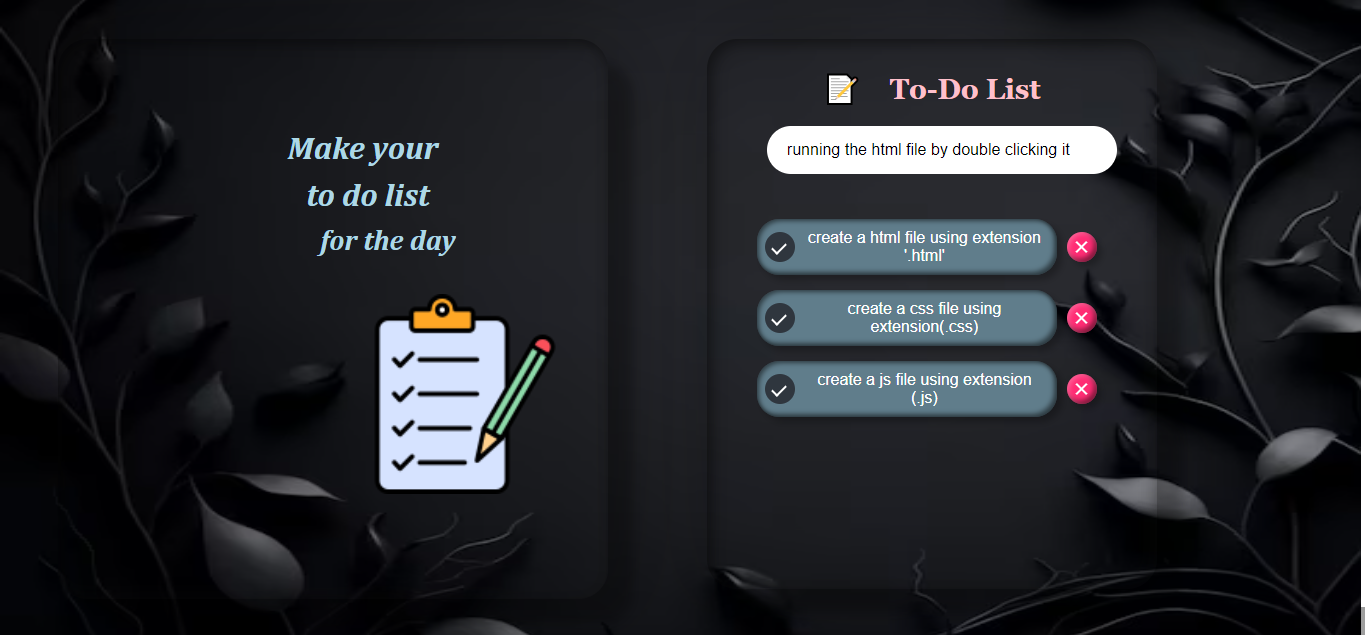 Make your
to do list
for the day
To-Do List
running the html file by double clicking it
create a html file using extension
'.html'
create a css file using
extension(.css)
create a js file using extension
(.js)